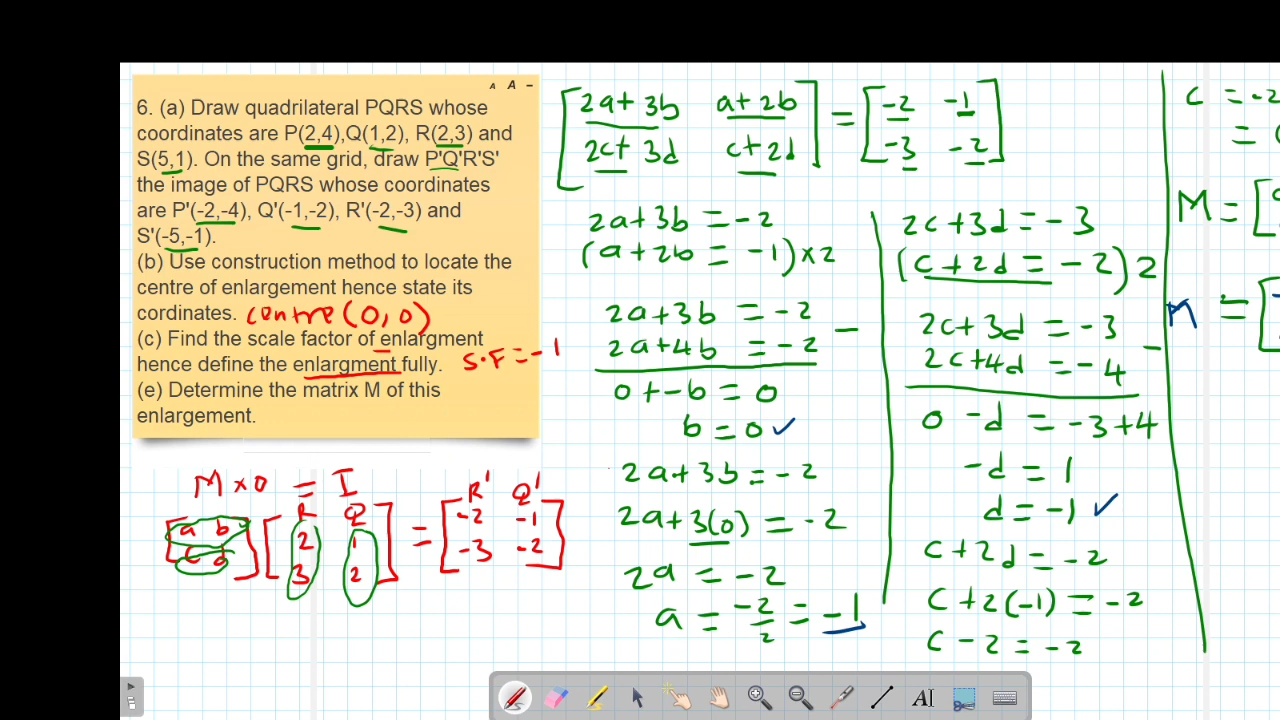 A A –
6. (a) Draw quadrilateral PQRS whose
coordinates are P(2,4),Q(1,2), R(2,3) and
S(5,1). On the same grid, draw P'Q'R'S'
the image of PQRS whose coordinates
are P'(-2,-4), Q'(-1,-2), R'(-2,-3) and
S'(-5,-1).
(b) Use construction method to locate the
centre of enlargement hence state its
cordinates. centre (0, 0)
(c) Find the scale factor of enlargment
hence define the enlargment fully. S.F = -1
(e) Determine the matrix M of this
enlargement.
M x O = I
R Q R' Q'
[a b] [2 1] = [-2 -1]
[c d] [3 2] [-3 -2]
[2a+3b a+2b] = [-2 -1]
[2c+3d c+2d] [-3 -2]
2a+3b = -2
(a+2b = -1)×2
2a+3b = -2
2a+4b = -2 –
0+-b = 0
b = 0 ✓
2a+3b = -2
2a+3(0) = -2
2a = -2
a = -2/2 = -1
2c+3d = -3
(c+2d = -2)2
2c+3d = -3
2c+4d = -4 –
0 -d = -3+4
-d = 1
d = -1 ✓
c+2d = -2
c+2(-1) = -2
c-2 = -2
c = -2
=
M = [
M = [
AI